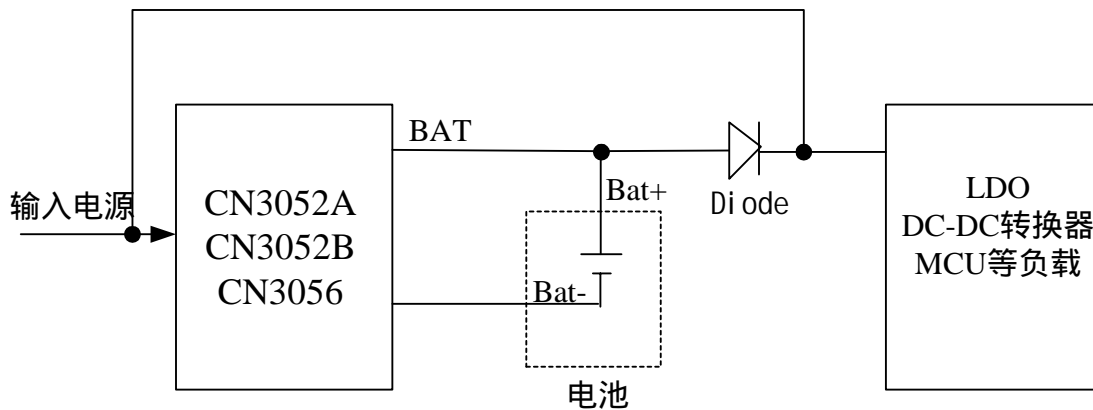 输入电源
CN3052A
CN3052B
CN3056
BAT
Bat+
Bat-
电池
Diode
LDO
DC-DC转换器
MCU等负载